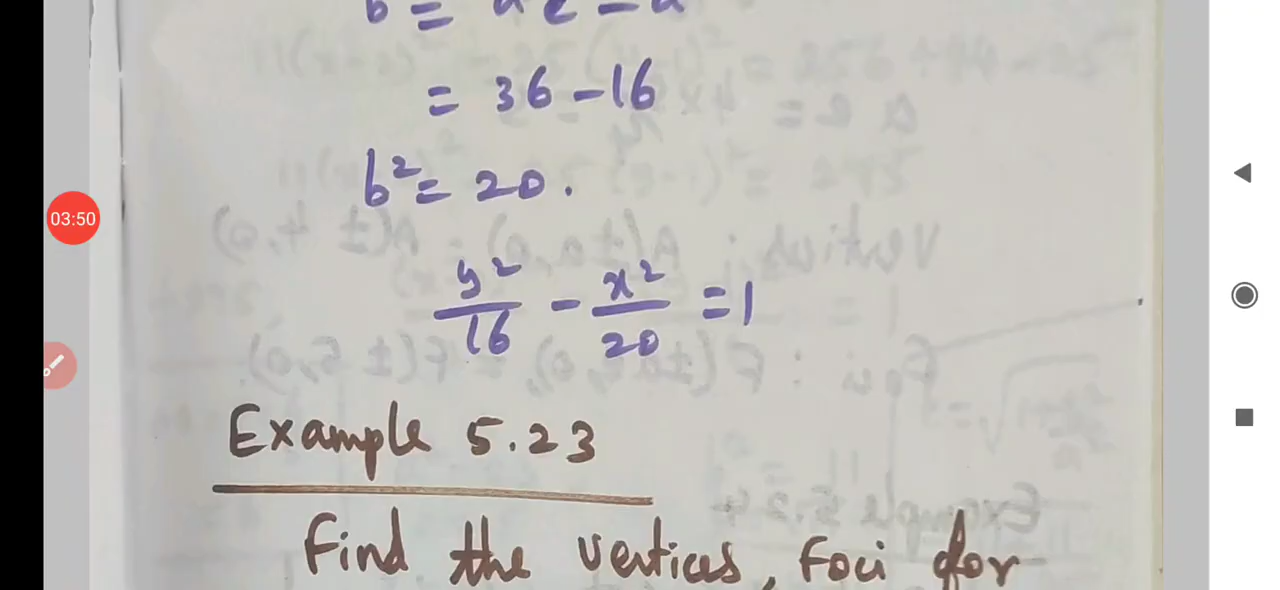 = 36 - 16
b² = 20.
y²/16 - x²/20 = 1
03:50
Example 5.23
Find the vertices, Foci for